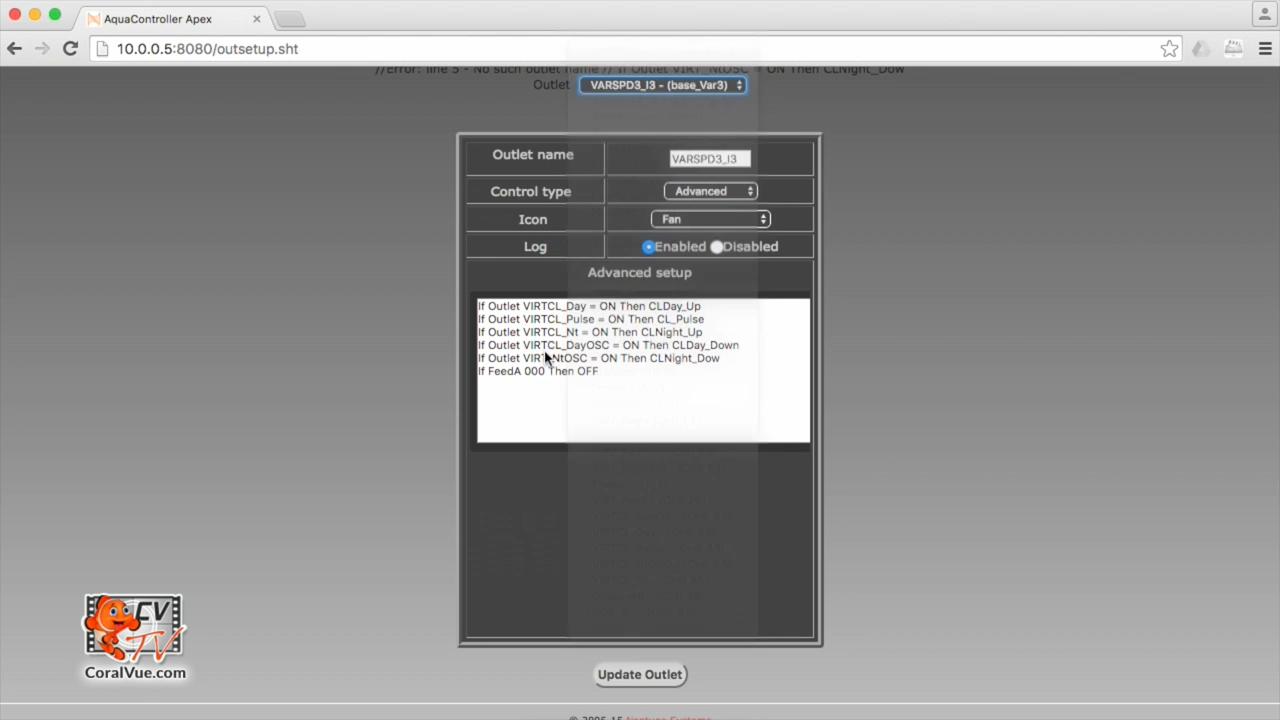 AquaController Apex
10.0.0.5:8080/outsetup.sht
//Error: line 5 - No such outlet name // If Outlet VIRT_NtOSC = ON Then CLNight_Dow
Outlet VARSPD3_I3 - (base_Var3)
Outlet name VARSPD3_I3
Control type Advanced
Icon Fan
Log Enabled Disabled
Advanced setup
If Outlet VIRTCL_Day = ON Then CLDay_Up
If Outlet VIRTCL_Pulse = ON Then CL_Pulse
If Outlet VIRTCL_Nt = ON Then CLNight_Up
If Outlet VIRTCL_DayOSC = ON Then CLDay_Down
If Outlet VIRT_NtOSC = ON Then CLNight_Dow
If FeedA 000 Then OFF
CV
TV
CoralVue.com
Update Outlet